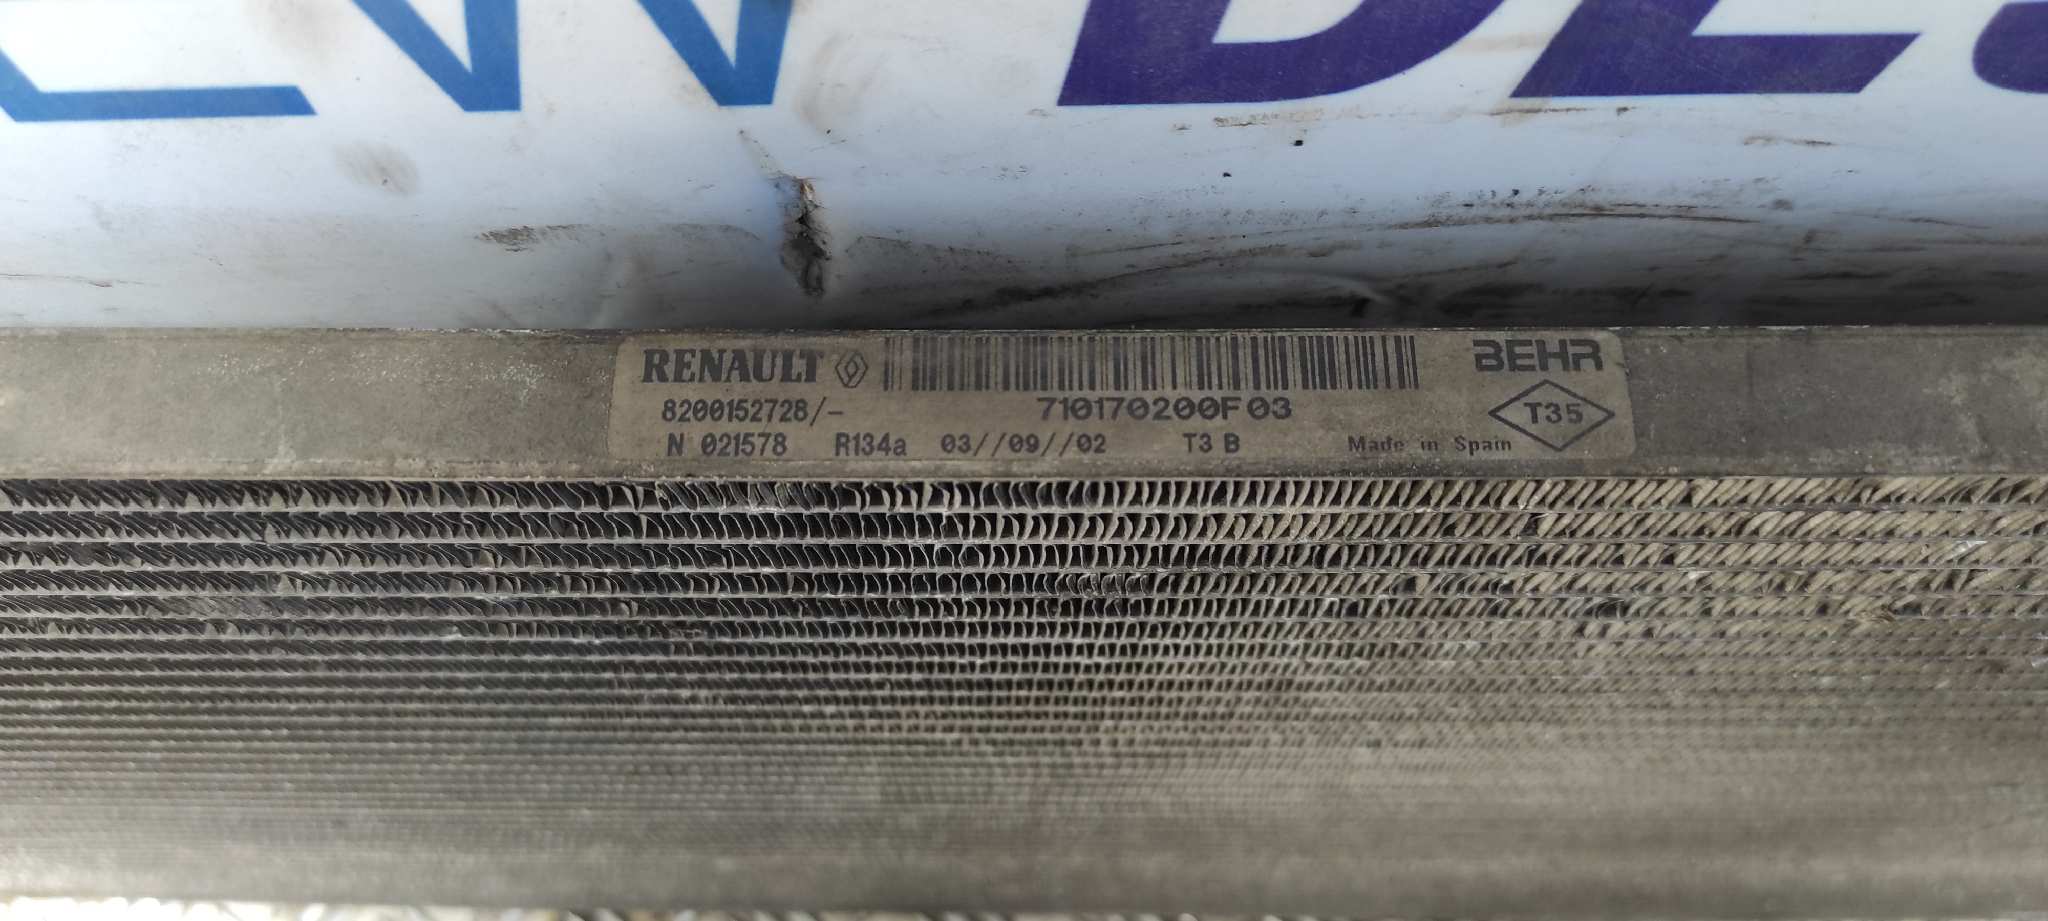 RENAULT BEHR
8200152728/- 710170200F03 T35
N 021578 R134a 03//09//02 T3 B Made in Spain